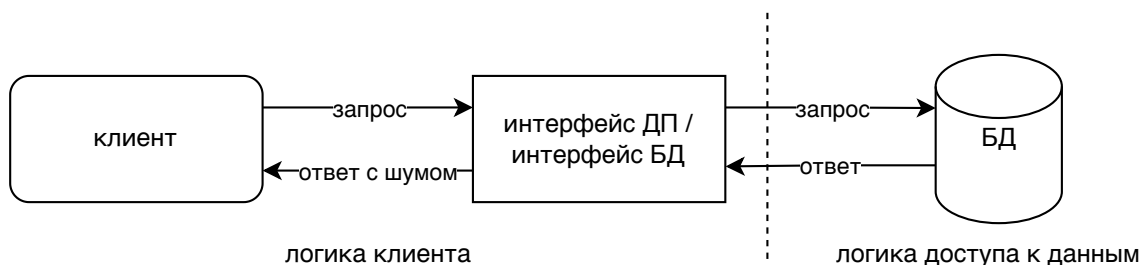 клиент
запрос
ответ с шумом
интерфейс ДП /
интерфейс БД
запрос
ответ
БД
логика клиента
логика доступа к данным